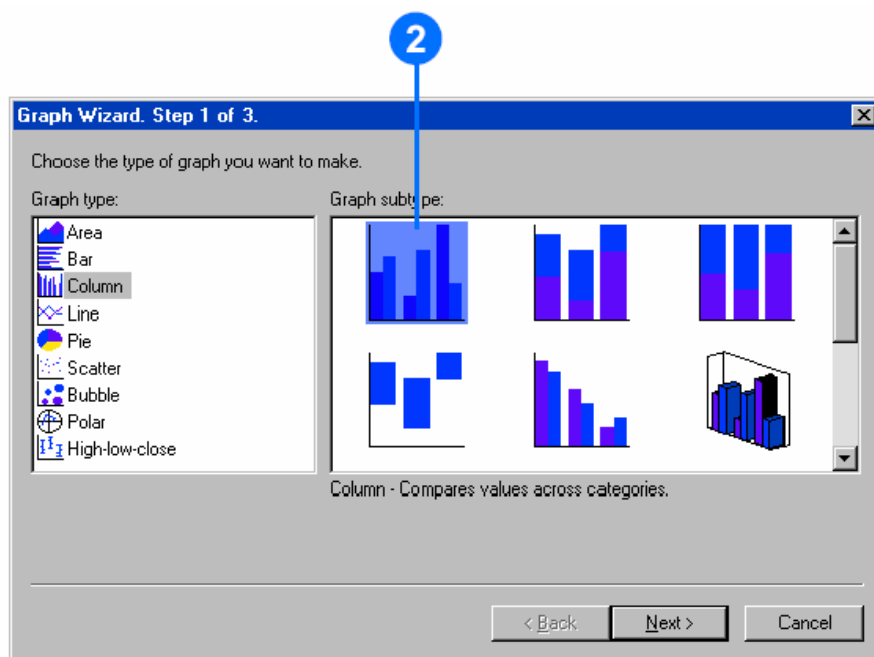 2
Graph Wizard. Step 1 of 3.
Choose the type of graph you want to make.
Graph type:
Graph subtype:
Area
Bar
Column
Line
Pie
Scatter
Bubble
Polar
High-low-close
Column - Compares values across categories.
< Back
Next >
Cancel